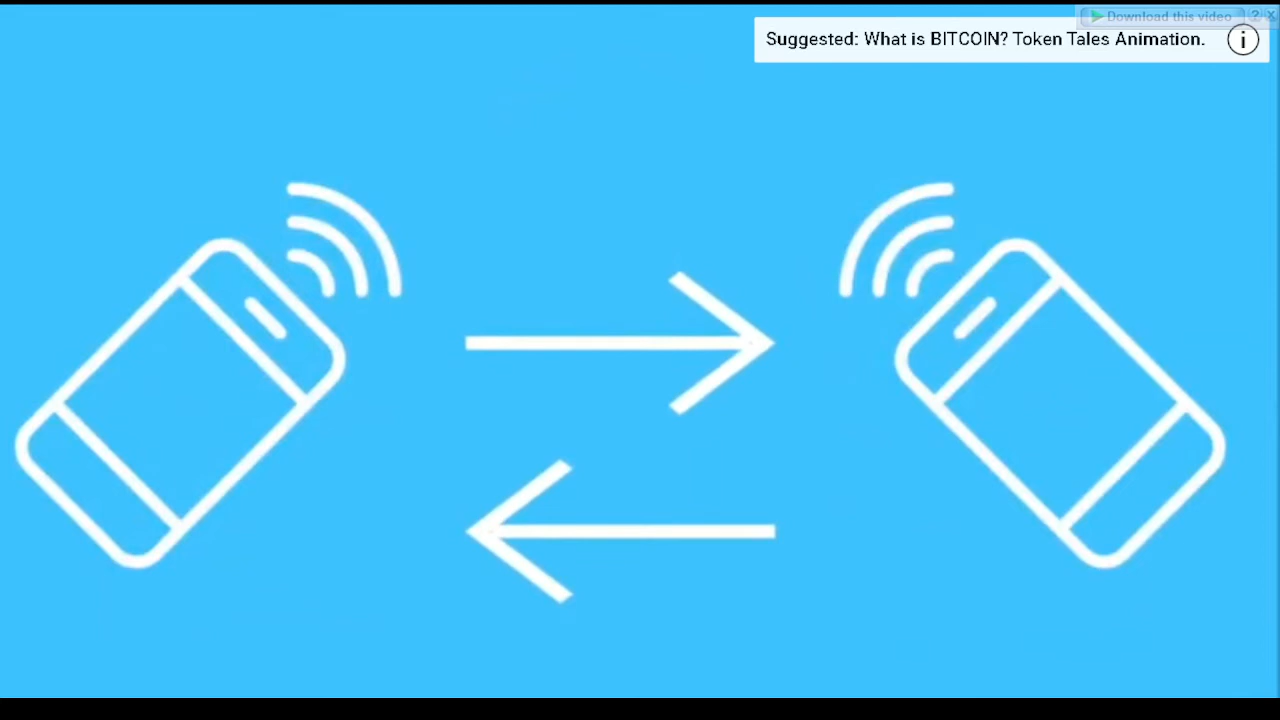 Download this video ? X
Suggested: What is BITCOIN? Token Tales Animation. i